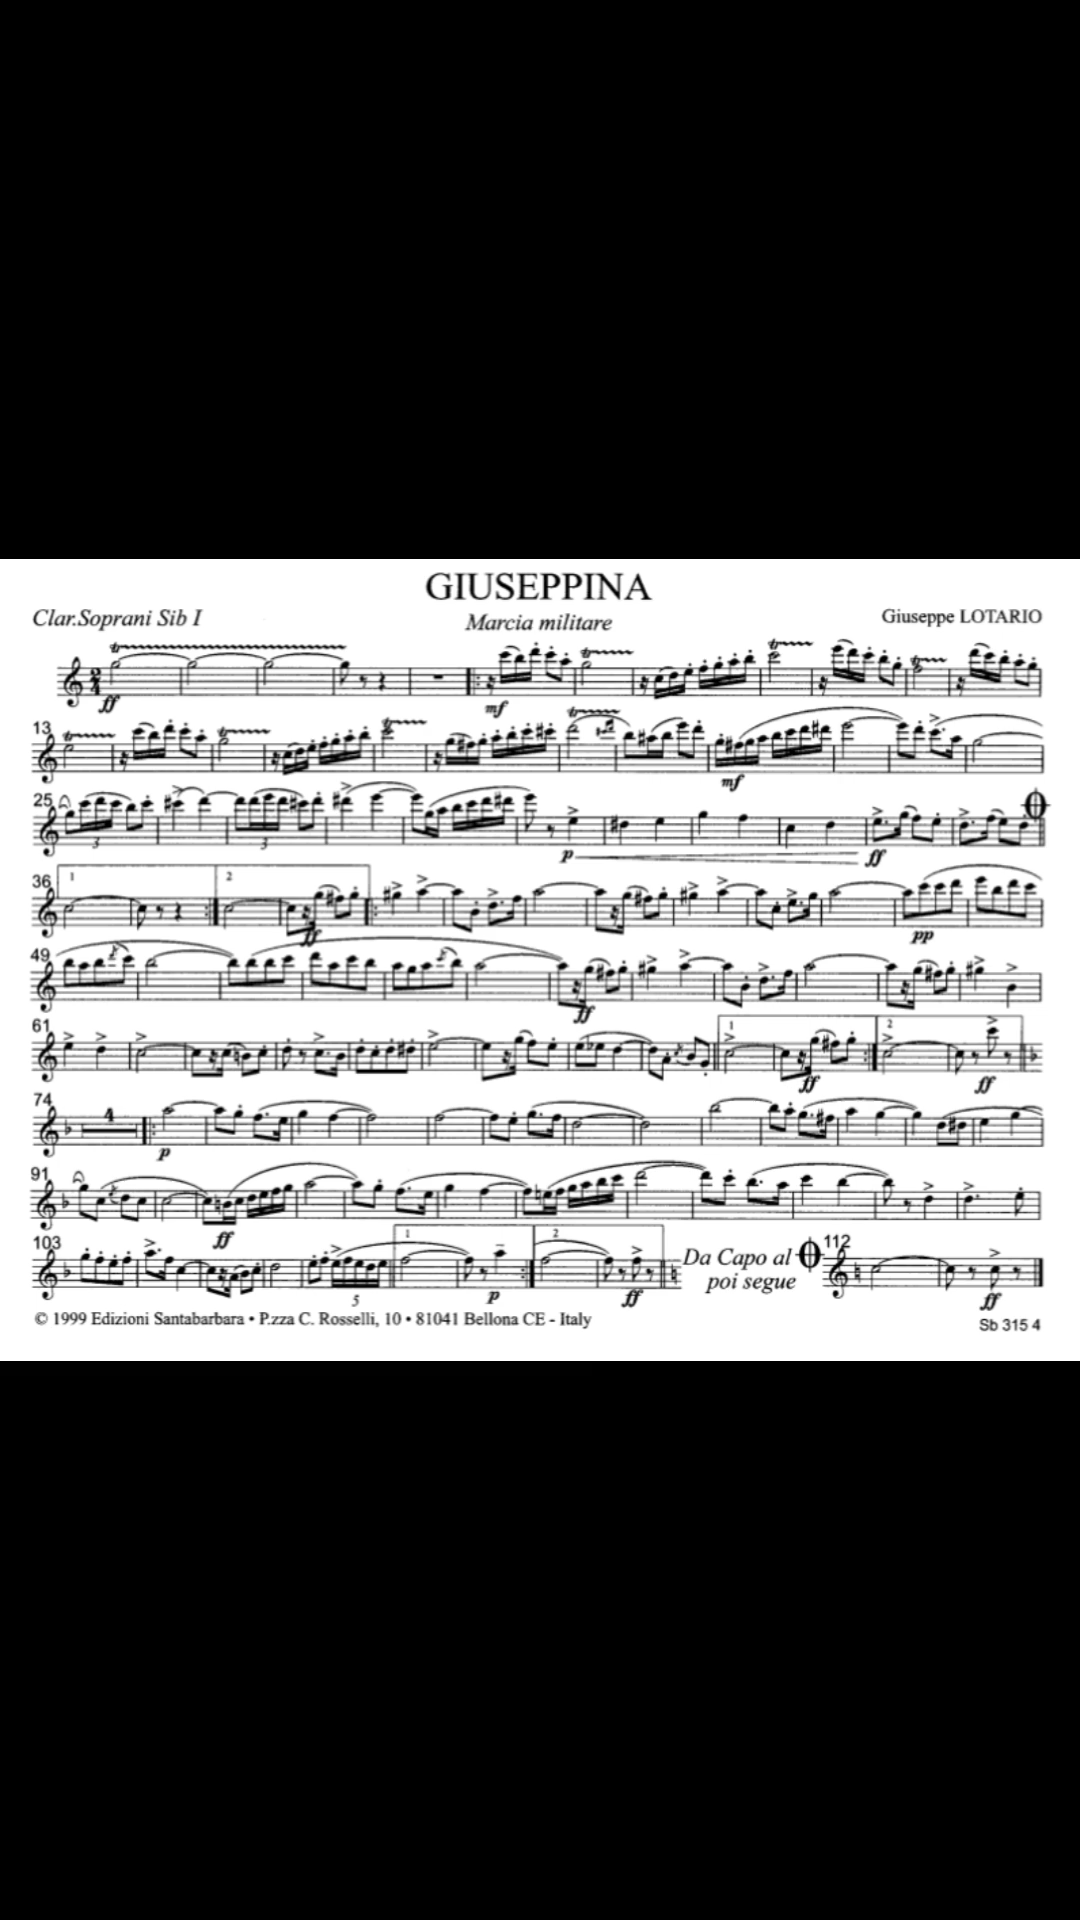 GIUSEPPINA
Clar.Soprani Sib I
Marcia militare
Giuseppe LOTARIO
2 4
ff
mf
13
mf
25
3
3
p
ff
36
1
2
ff
pp
49
ff
61
1
2
ff
ff
74
4
p
91
ff
103
5
1
2
p
ff
Da Capo al
poi segue
112
ff
© 1999 Edizioni Santabarbara • P.zza C. Rosselli, 10 • 81041 Bellona CE - Italy
Sb 315 4